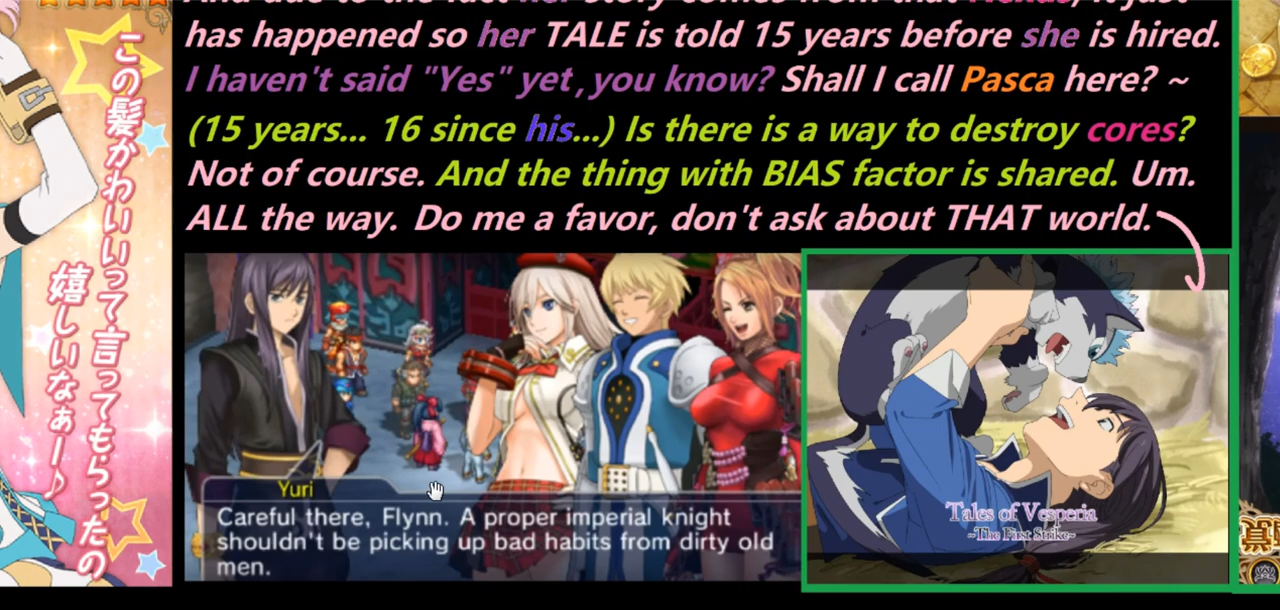 has happened so her TALE is told 15 years before she is hired.
I haven't said "Yes" yet, you know? Shall I call Pasca here? ~
(15 years... 16 since his...) Is there is a way to destroy cores?
Not of course. And the thing with BIAS factor is shared. Um.
ALL the way. Do me a favor, don't ask about THAT world.
この髪かわいいって言ってもらったの
嬉しいなぁー♪
Yuri
Careful there, Flynn. A proper imperial knight
shouldn't be picking up bad habits from dirty old
men.
Tales of Vesperia
~The First Strike~